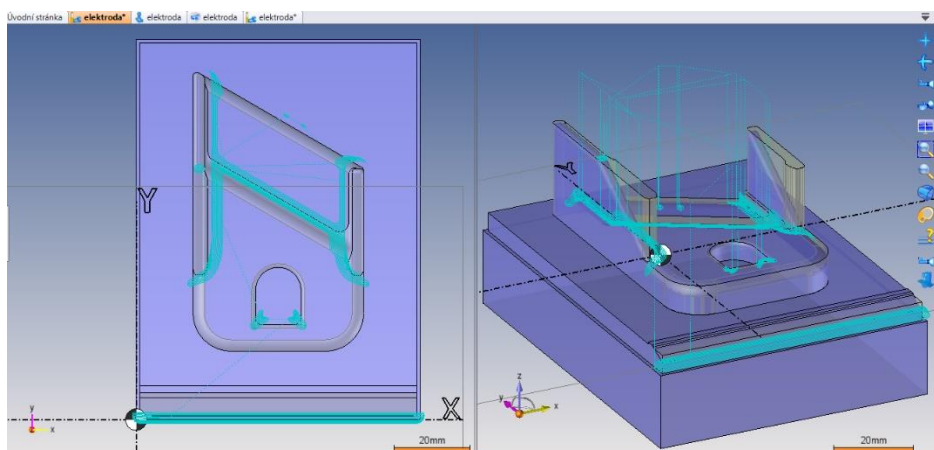 Úvodní stránka elektroda* elektroda elektroda elektroda*
Y
X
y
x
20mm
z
y
x
20mm